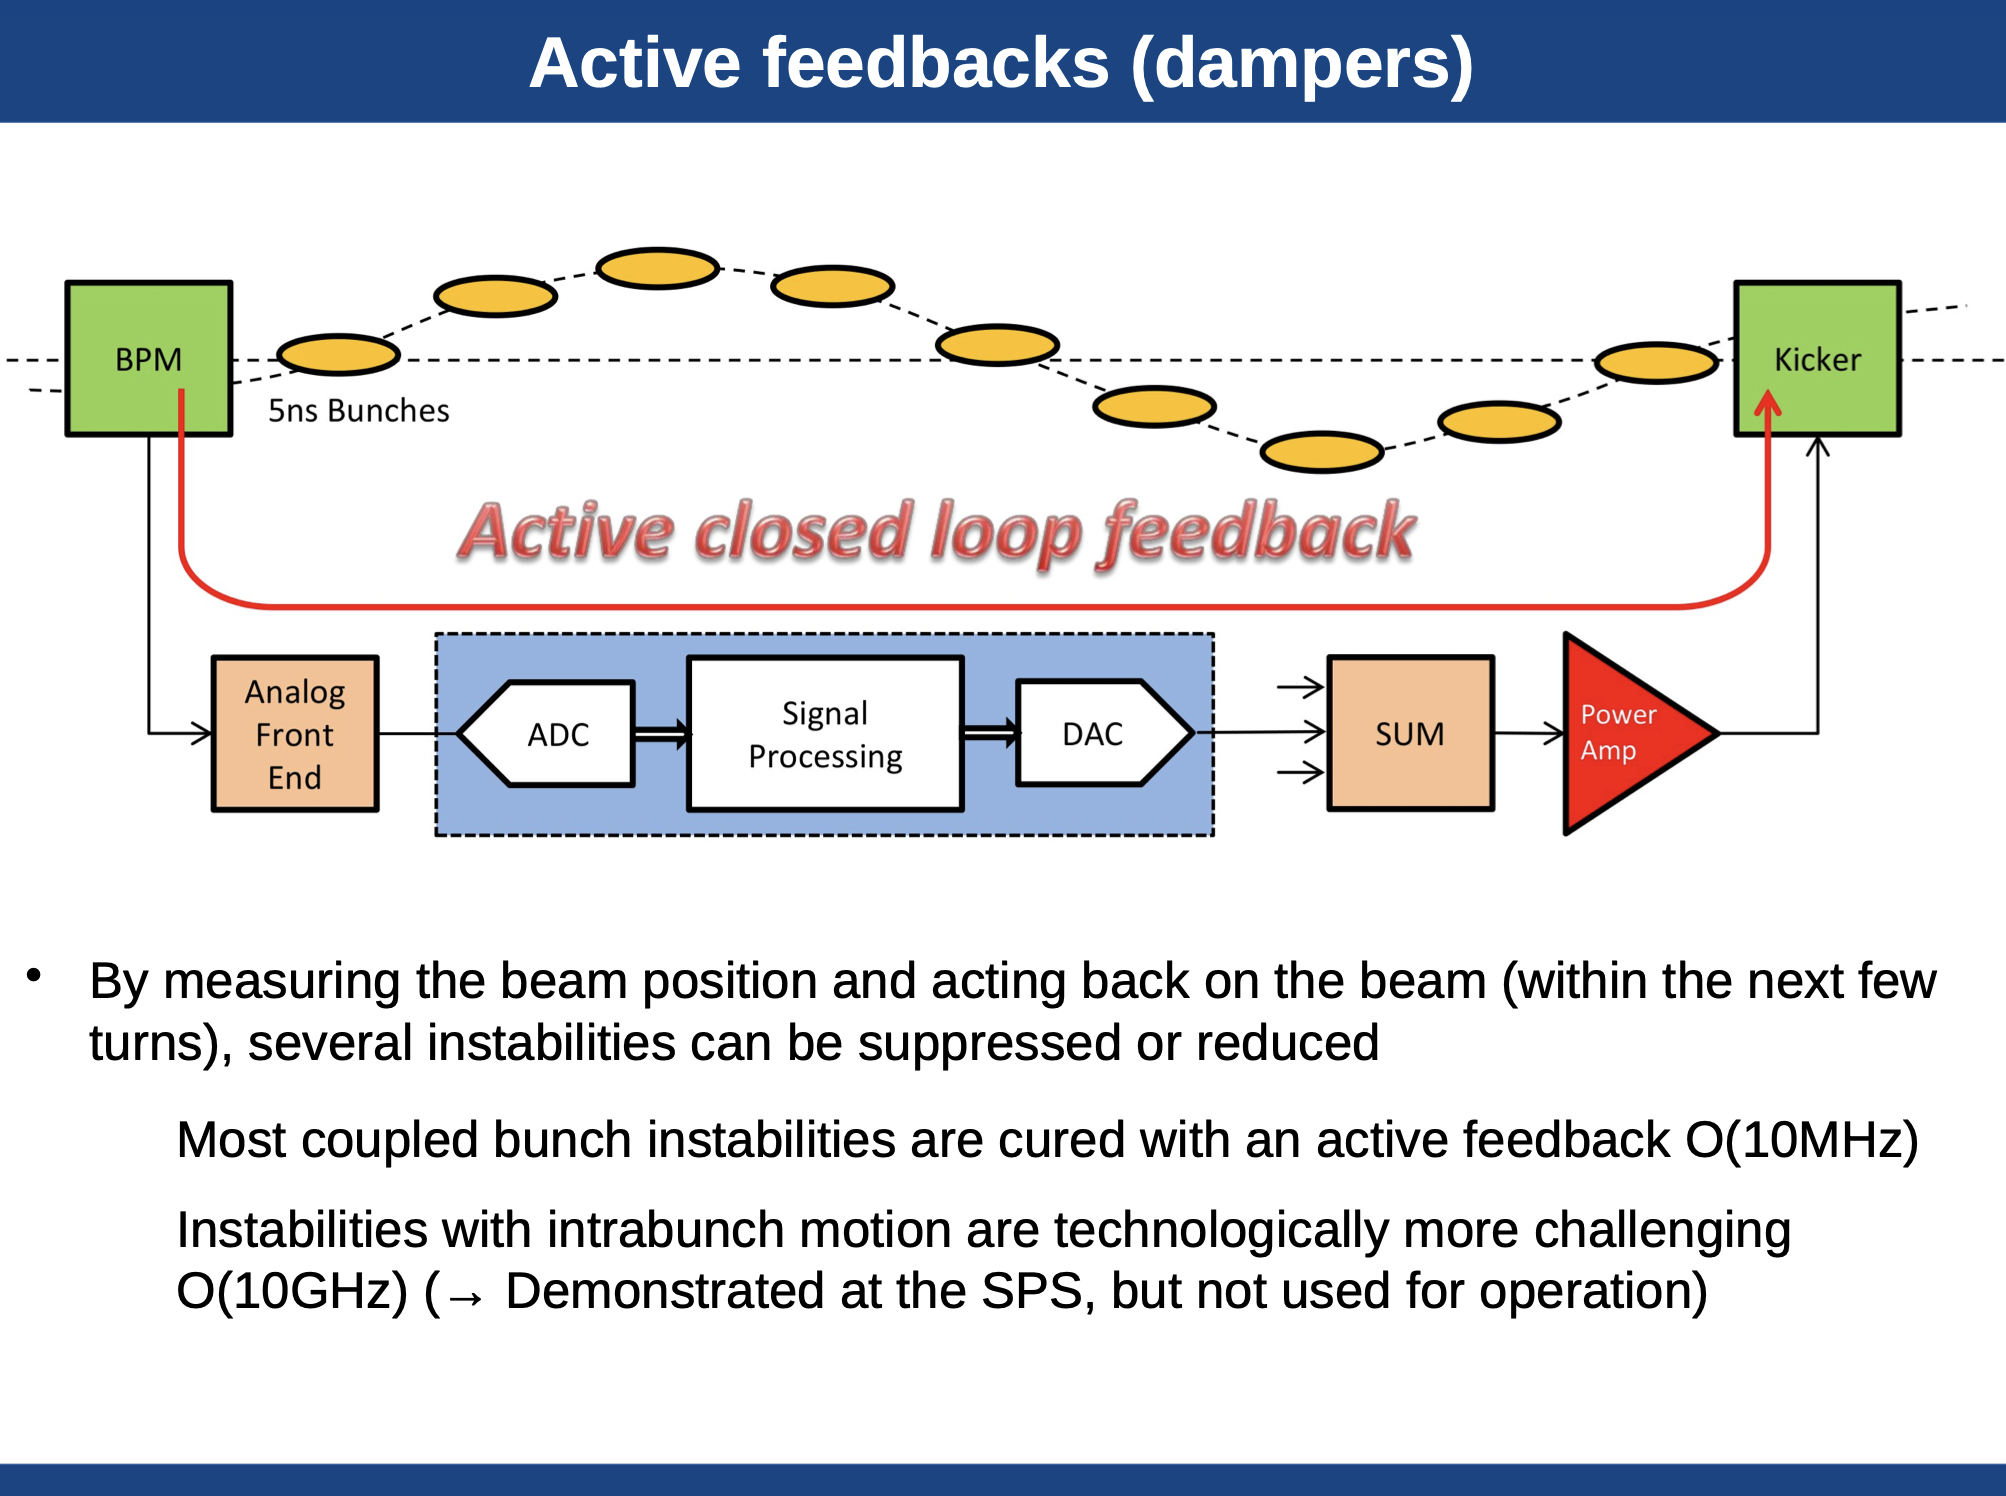 Active feedbacks (dampers)
BPM
5ns Bunches
Kicker
Active closed loop feedback
Analog
Front
End
ADC
Signal
Processing
DAC
SUM
Power
Amp
• By measuring the beam position and acting back on the beam (within the next few
turns), several instabilities can be suppressed or reduced
Most coupled bunch instabilities are cured with an active feedback O(10MHz)
Instabilities with intrabunch motion are technologically more challenging
O(10GHz) (→ Demonstrated at the SPS, but not used for operation)